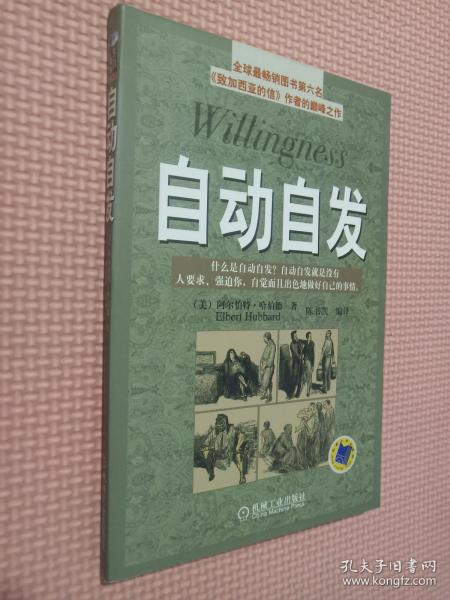 全球最畅销图书第六名
《致加西亚的信》作者的巅峰之作
Willingness
自动自发
什么是自动自发？自动自发就是没有
人要求、强迫你，自觉而且出色地做好自己的事情。
（美）阿尔伯特·哈伯德 著
Elbert Hubbard
陈书凯 编译
机械工业出版社
China Machine Press
自动自发
孔夫子旧书网
www.kongfz.com